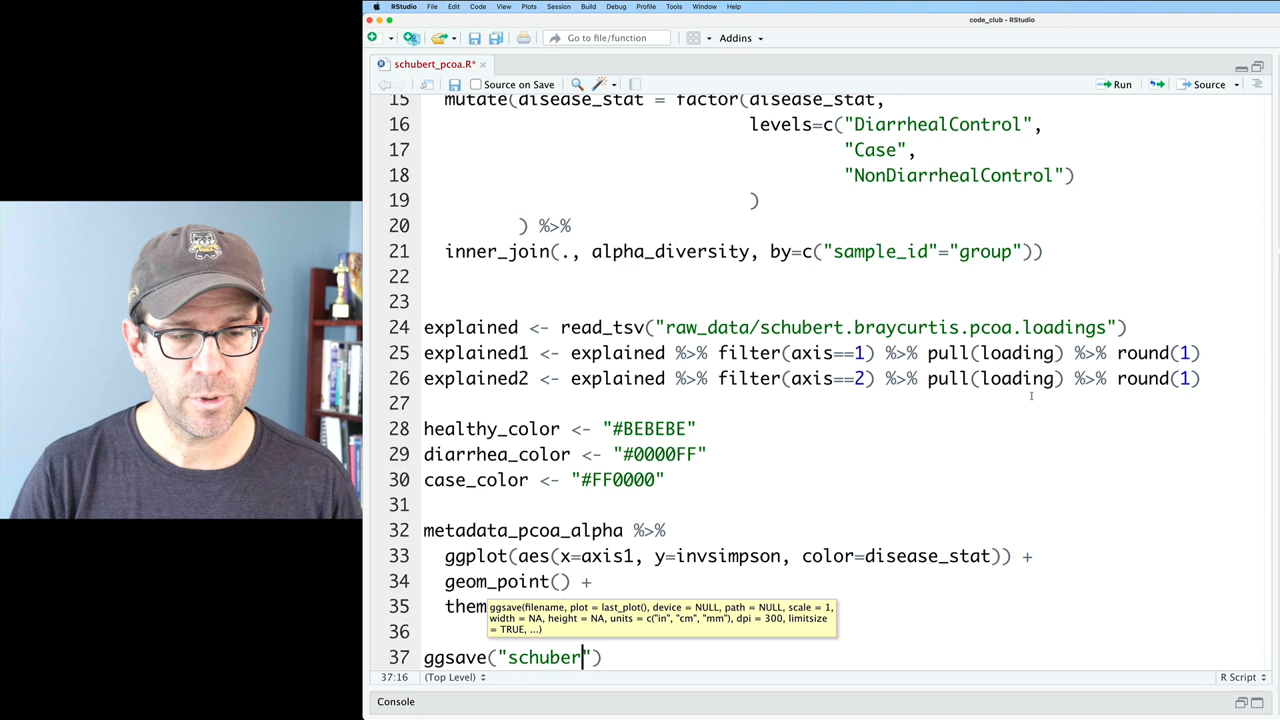 RStudio File Edit Code View Plots Session Build Debug Profile Tools Window Help
code_club - RStudio
Go to file/function Addins
schubert_pcoa.R*
Source on Save Run Source
15 mutate(disease_stat = factor(disease_stat,
16 levels=c("DiarrhealControl",
17 "Case",
18 "NonDiarrhealControl")
19 )
20 ) %>%
21 inner_join(., alpha_diversity, by=c("sample_id"="group"))
22
23
24 explained <- read_tsv("raw_data/schubert.braycurtis.pcoa.loadings")
25 explained1 <- explained %>% filter(axis==1) %>% pull(loading) %>% round(1)
26 explained2 <- explained %>% filter(axis==2) %>% pull(loading) %>% round(1)
27
28 healthy_color <- "#BEBEBE"
29 diarrhea_color <- "#0000FF"
30 case_color <- "#FF0000"
31
32 metadata_pcoa_alpha %>%
33 ggplot(aes(x=axis1, y=invsimpson, color=disease_stat)) +
34 geom_point() +
35 them
ggsave(filename, plot = last_plot(), device = NULL, path = NULL, scale = 1,
width = NA, height = NA, units = c("in", "cm", "mm"), dpi = 300, limitsize
= TRUE, ...)
36
37 ggsave("schuber")
37:16 (Top Level) R Script
Console